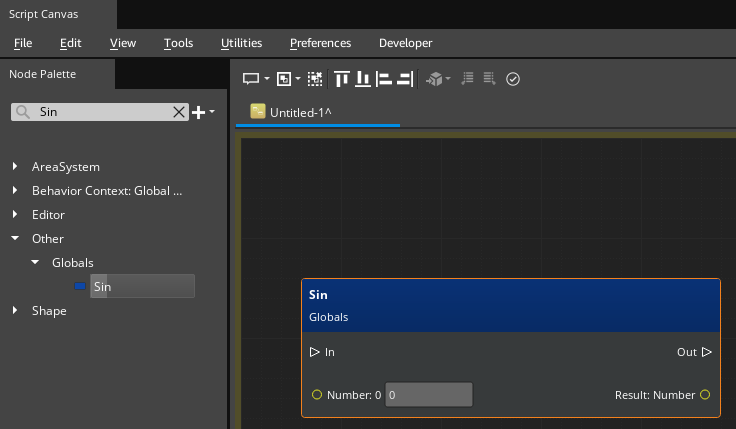 Script Canvas
File Edit View Tools Utilities Preferences Developer
Node Palette
Sin
Untitled-1^
AreaSystem
Behavior Context: Global ...
Editor
Other
Globals
Sin
Shape
Sin
Globals
In Out
Number: 0 0 Result: Number